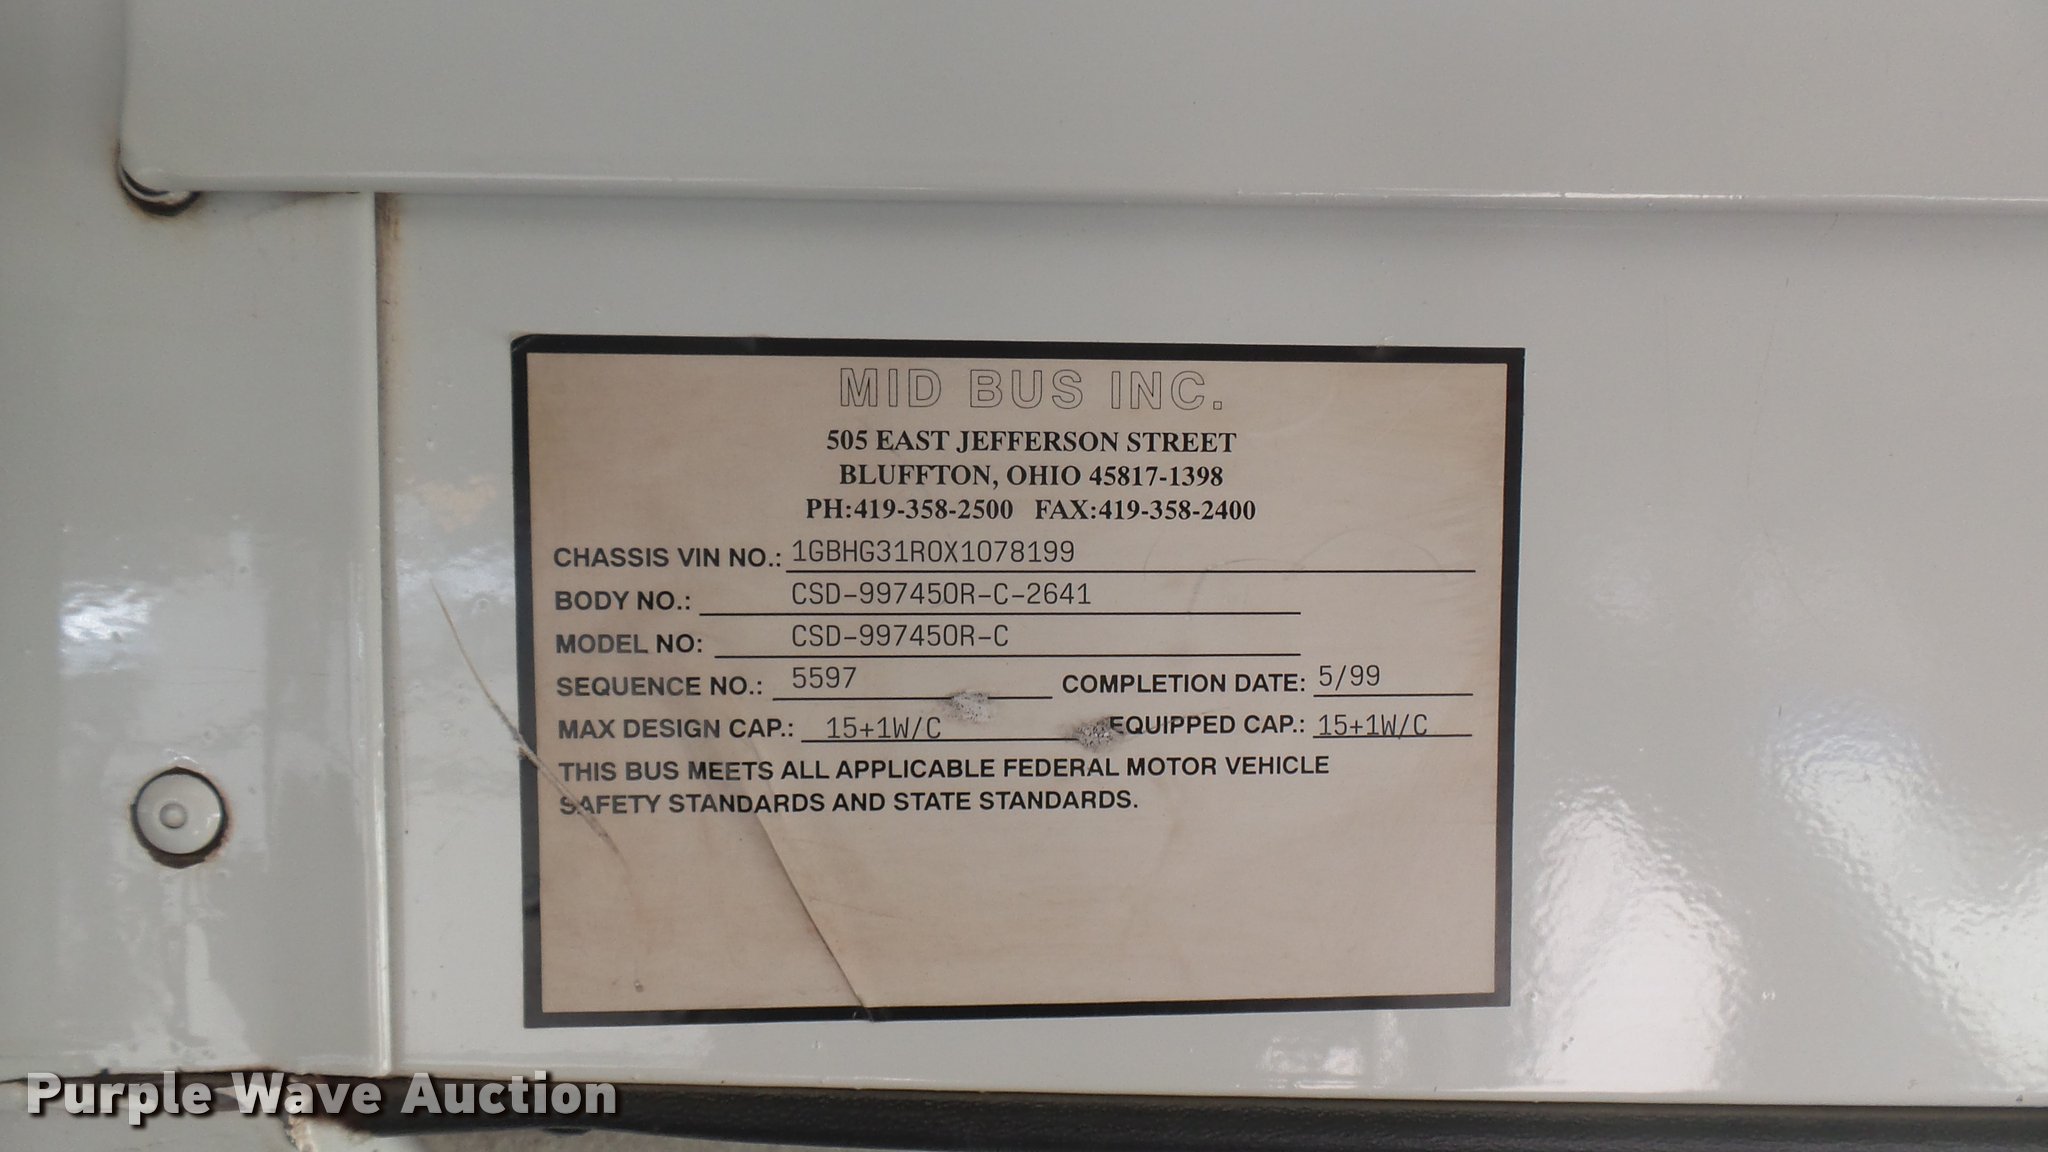 MID BUS INC.
505 EAST JEFFERSON STREET
BLUFFTON, OHIO 45817-1398
PH:419-358-2500 FAX:419-358-2400
CHASSIS VIN NO.: 1GBHG31R0X1078199
BODY NO.: CSD-997450R-C-2641
MODEL NO: CSD-997450R-C
SEQUENCE NO.: 5597 COMPLETION DATE: 5/99
MAX DESIGN CAP.: 15+1W/C EQUIPPED CAP.: 15+1W/C
THIS BUS MEETS ALL APPLICABLE FEDERAL MOTOR VEHICLE
SAFETY STANDARDS AND STATE STANDARDS.
Purple Wave Auction